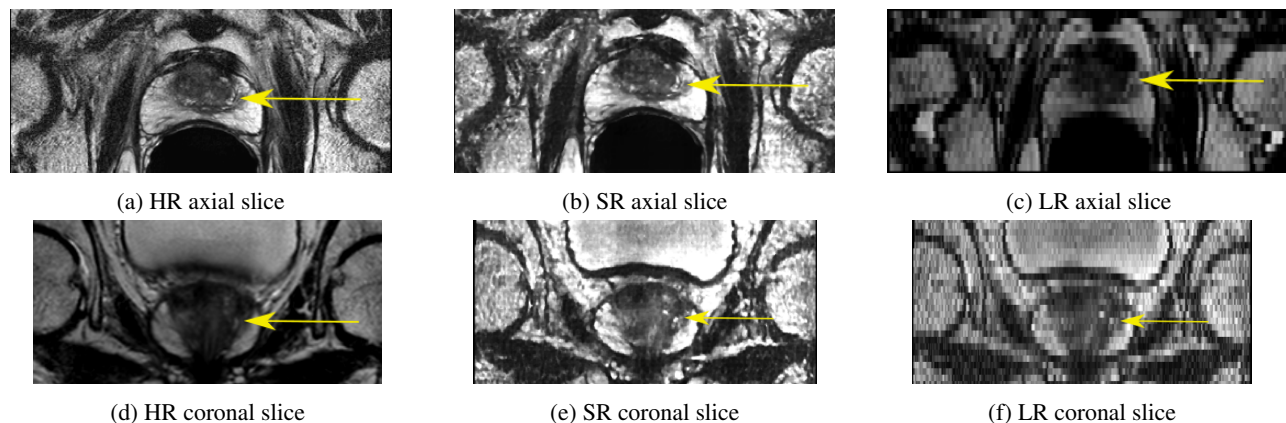 (a) HR axial slice
(b) SR axial slice
(c) LR axial slice
(d) HR coronal slice
(e) SR coronal slice
(f) LR coronal slice